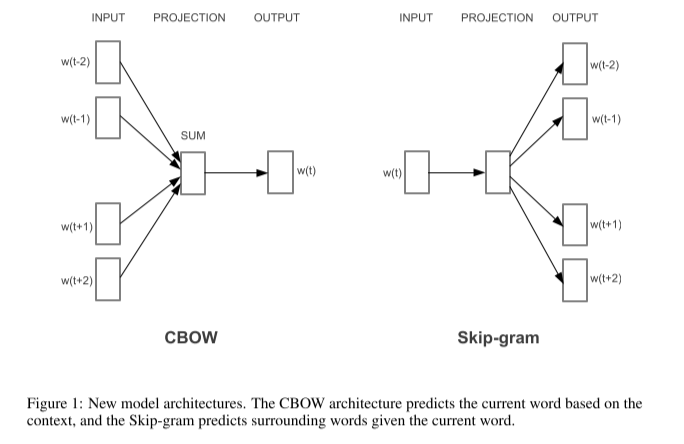 INPUT PROJECTION OUTPUT
w(t-2)
w(t-1)
SUM
w(t)
w(t+1)
w(t+2)
CBOW
INPUT PROJECTION OUTPUT
w(t-2)
w(t-1)
w(t)
w(t+1)
w(t+2)
Skip-gram
Figure 1: New model architectures. The CBOW architecture predicts the current word based on the
context, and the Skip-gram predicts surrounding words given the current word.